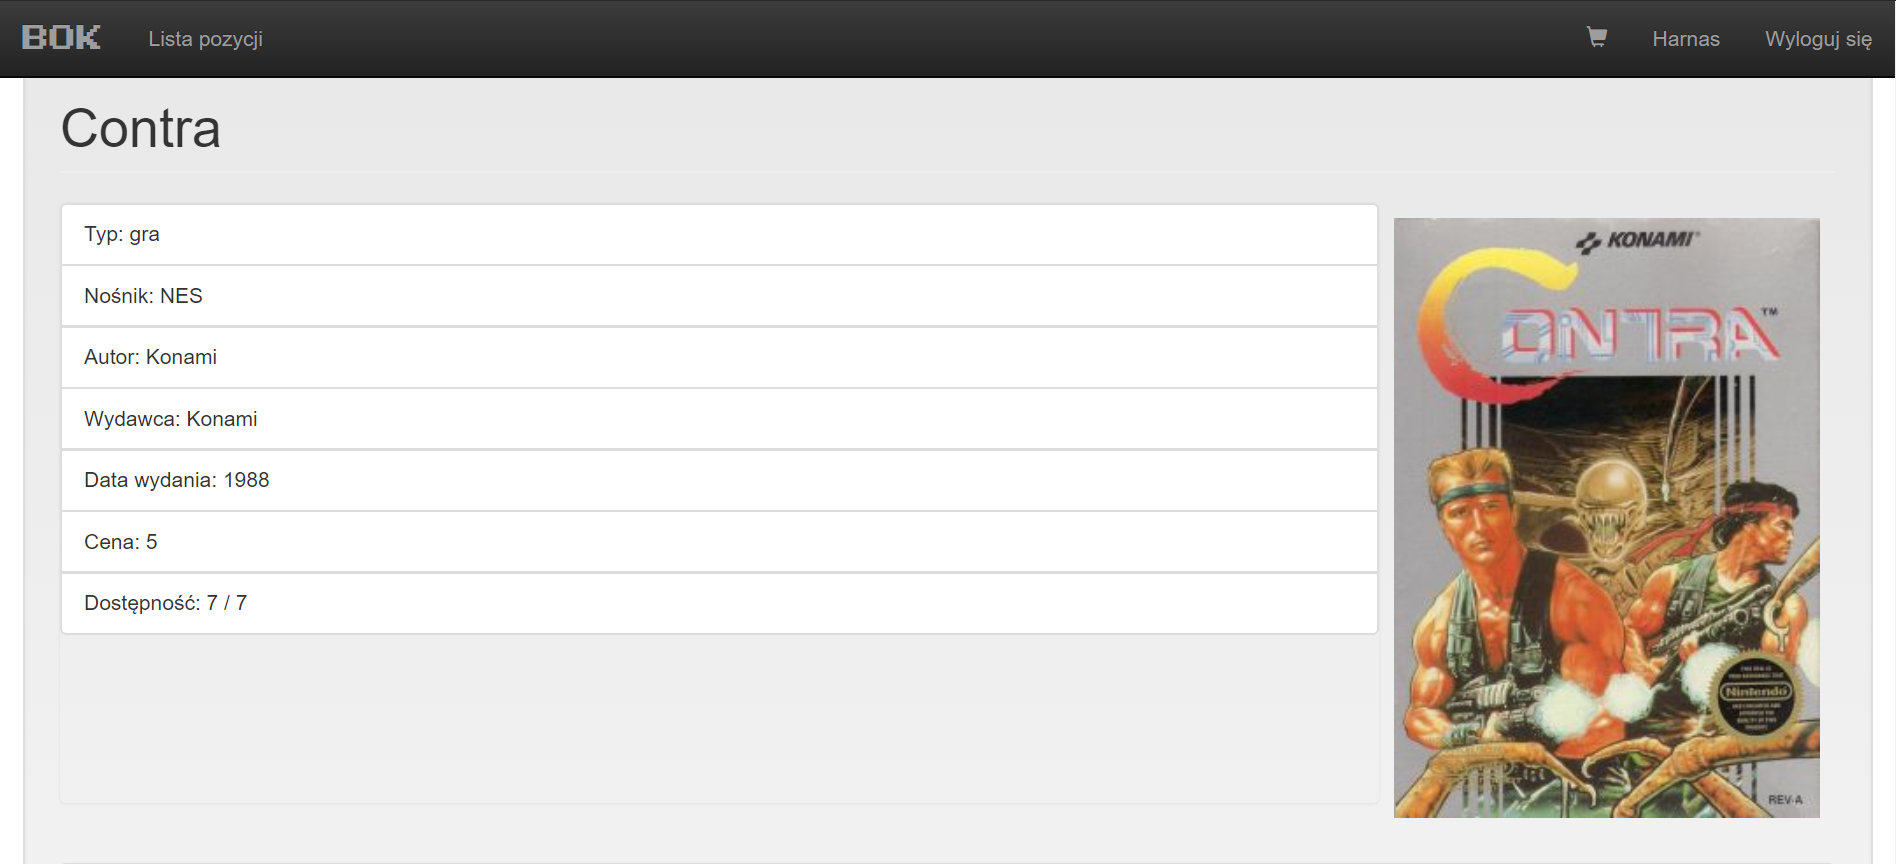 BOK Lista pozycji Harnas Wyloguj się
Contra
Typ: gra
Nośnik: NES
Autor: Konami
Wydawca: Konami
Data wydania: 1988
Cena: 5
Dostępność: 7 / 7
KONAMI®
CONTRA™
Nintendo
REV-A